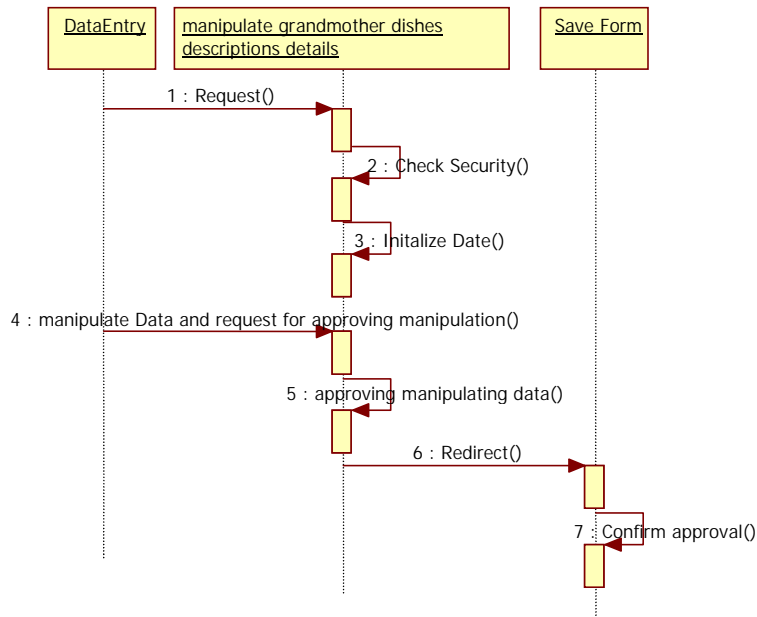 DataEntry
manipulate grandmother dishes
descriptions details
Save Form
1 : Request()
2 : Check Security()
3 : Initalize Date()
4 : manipulate Data and request for approving manipulation()
5 : approving manipulating data()
6 : Redirect()
7 : Confirm approval()